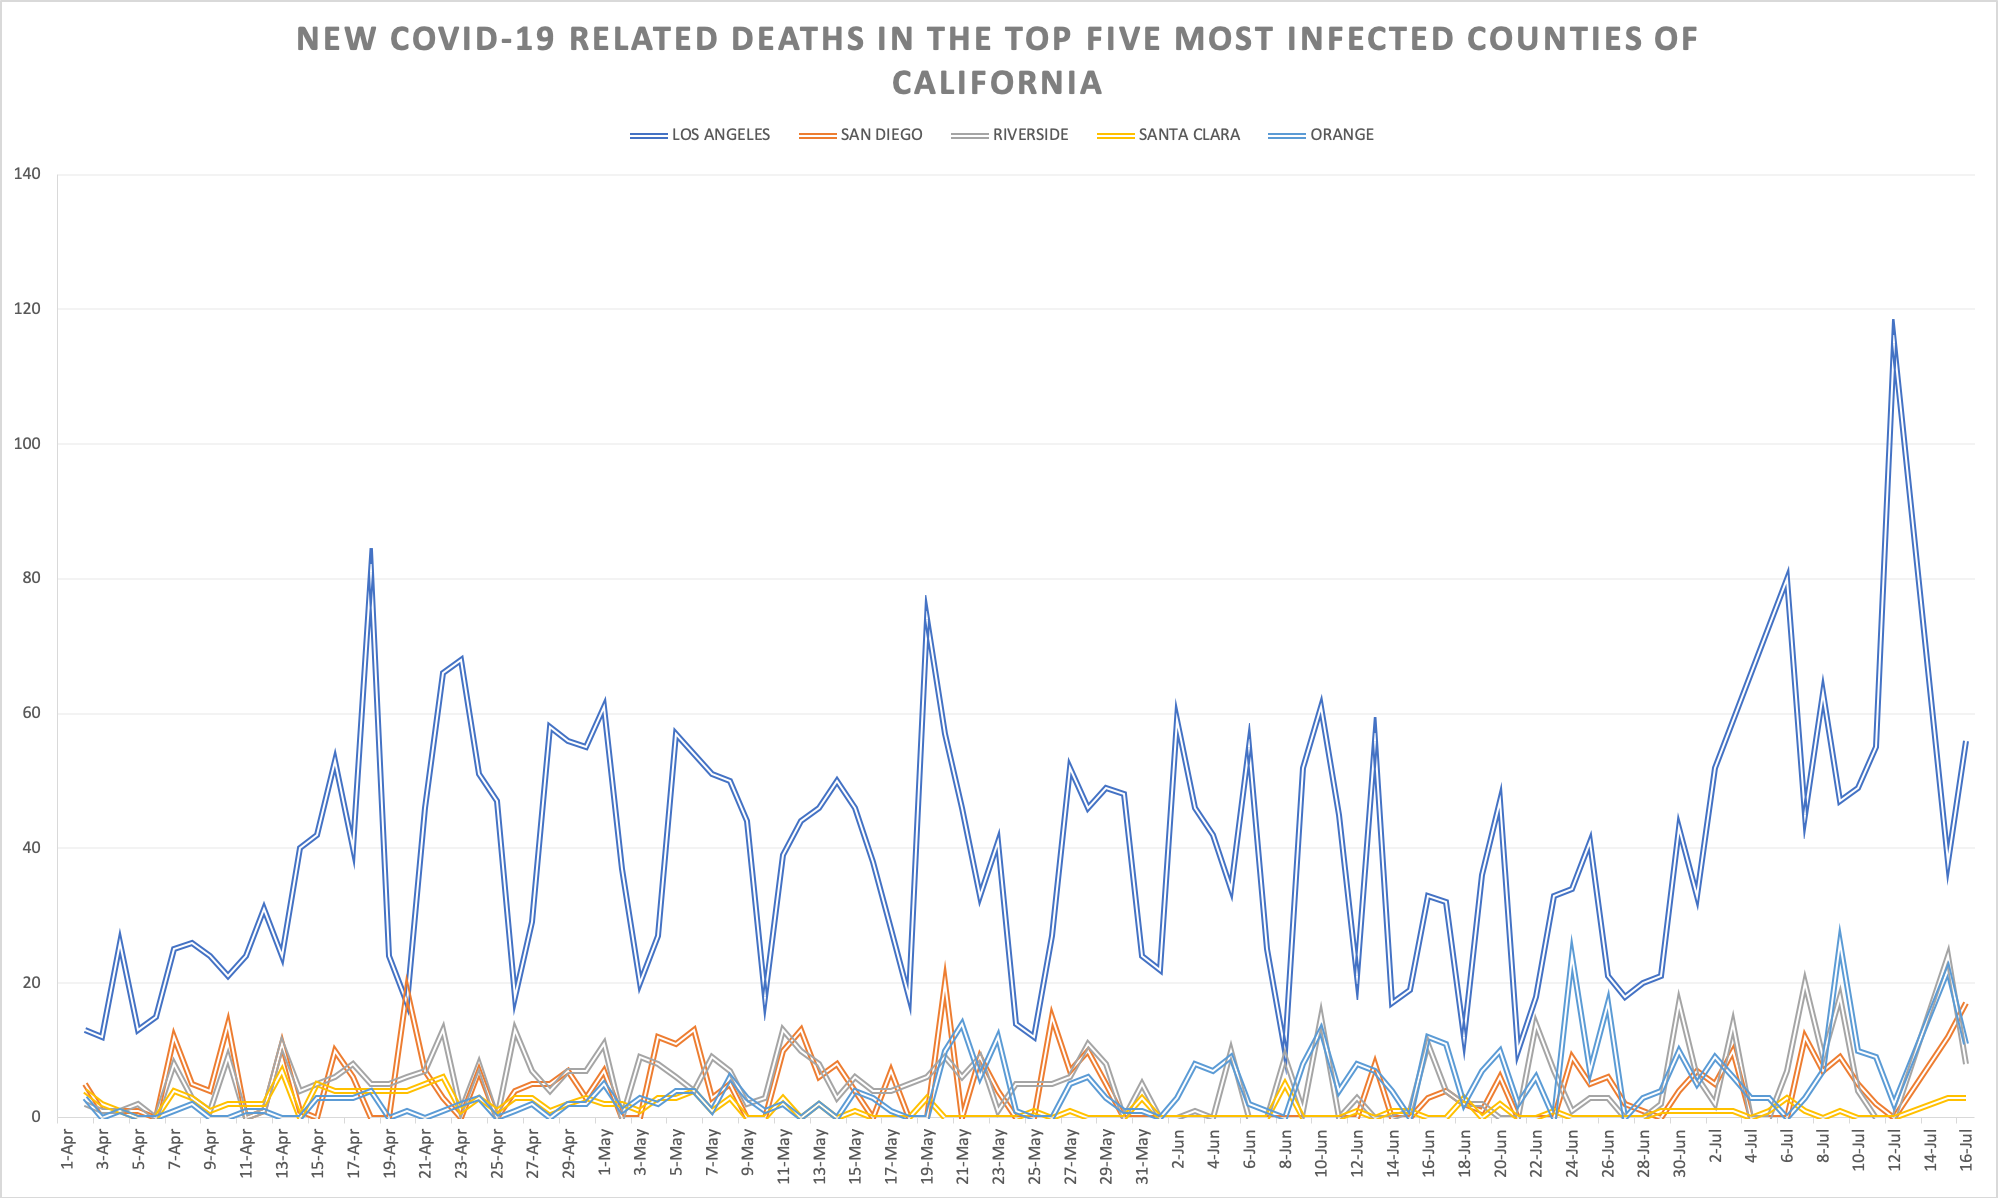 NEW COVID-19 RELATED DEATHS IN THE TOP FIVE MOST INFECTED COUNTIES OF
CALIFORNIA
LOS ANGELES SAN DIEGO RIVERSIDE SANTA CLARA ORANGE
140
120
100
80
60
40
20
0
1-Apr 3-Apr 5-Apr 7-Apr 9-Apr 11-Apr 13-Apr 15-Apr 17-Apr 19-Apr 21-Apr 23-Apr 25-Apr 27-Apr 29-Apr 1-May 3-May 5-May 7-May 9-May 11-May 13-May 15-May 17-May 19-May 21-May 23-May 25-May 27-May 29-May 31-May 2-Jun 4-Jun 6-Jun 8-Jun 10-Jun 12-Jun 14-Jun 16-Jun 18-Jun 20-Jun 22-Jun 24-Jun 26-Jun 28-Jun 30-Jun 2-Jul 4-Jul 6-Jul 8-Jul 10-Jul 12-Jul 14-Jul 16-Jul